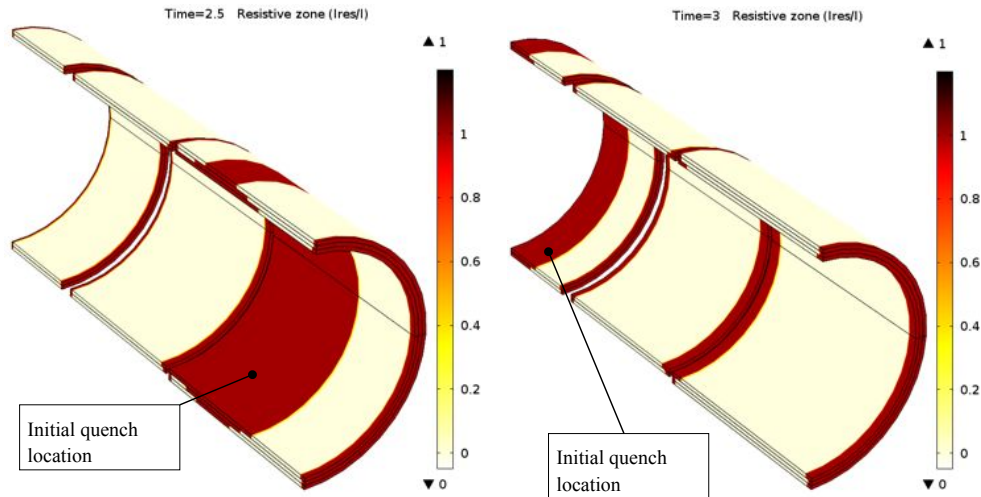 Time=2.5 Resistive zone (Ires/I)
▲ 1
1
0.8
0.6
0.4
0.2
0
▼ 0
Initial quench
location
Time=3 Resistive zone (Ires/I)
▲ 1
1
0.8
0.6
0.4
0.2
0
▼ 0
Initial quench
location